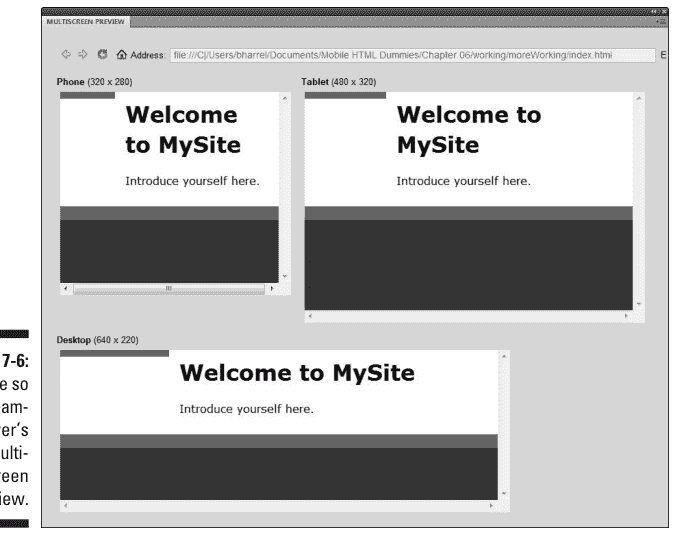 MULTISCREEN PREVIEW
Address: file:///C|/Users/bharrel/Documents/Mobile HTML Dummies/Chapter 06/working/moreWorking/index.html E
Phone (320 x 280)
Welcome
to MySite
Introduce yourself here.
Tablet (480 x 320)
Welcome to
MySite
Introduce yourself here.
Desktop (640 x 220)
Welcome to MySite
Introduce yourself here.
7-6:
e so
am-
er's
ulti-
reen
iew.